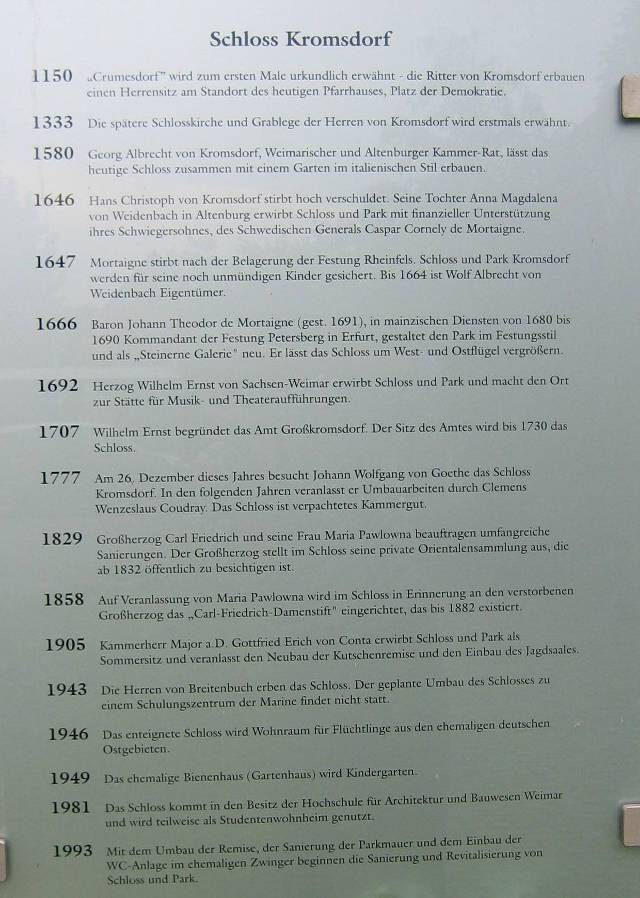 Schloss Kromsdorf
1150 „Crumesdorf" wird zum ersten Male urkundlich erwähnt - die Ritter von Kromsdorf erbauen
einen Herrensitz am Standort des heutigen Pfarrhauses, Platz der Demokratie.
1333 Die spätere Schlosskirche und Grablege der Herren von Kromsdorf wird erstmals erwähnt.
1580 Georg Albrecht von Kromsdorf, Weimarischer und Altenburger Kammer-Rat, lässt das
heutige Schloss zusammen mit einem Garten im italienischen Stil erbauen.
1646 Hans Christoph von Kromsdorf stirbt hoch verschuldet. Seine Tochter Anna Magdalena
von Weidenbach in Altenburg erwirbt Schloss und Park mit finanzieller Unterstützung
ihres Schwiegersohnes, des Schwedischen Generals Caspar Cornely de Mortaigne.
1647 Mortaigne stirbt nach der Belagerung der Festung Rheinfels. Schloss und Park Kromsdorf
werden für seine noch unmündigen Kinder gesichert. Bis 1664 ist Wolf Albrecht von
Weidenbach Eigentümer.
1666 Baron Johann Theodor de Mortaigne (gest. 1691), in mainzischen Diensten von 1680 bis
1690 Kommandant der Festung Petersberg in Erfurt, gestaltet den Park im Festungsstil
und als „Steinerne Galerie" neu. Er lässt das Schloss um West- und Ostflügel vergrößern.
1692 Herzog Wilhelm Ernst von Sachsen-Weimar erwirbt Schloss und Park und macht den Ort
zur Stätte für Musik- und Theateraufführungen.
1707 Wilhelm Ernst begründet das Amt Großkromsdorf. Der Sitz des Amtes wird bis 1730 das
Schloss.
1777 Am 26. Dezember dieses Jahres besucht Johann Wolfgang von Goethe das Schloss
Kromsdorf. In den folgenden Jahren veranlasst er Umbauarbeiten durch Clemens
Wenzeslaus Coudray. Das Schloss ist verpachtetes Kammergut.
1829 Großherzog Carl Friedrich und seine Frau Maria Pawlowna beauftragen umfangreiche
Sanierungen. Der Großherzog stellt im Schloss seine private Orientalensammlung aus, die
ab 1832 öffentlich zu besichtigen ist.
1858 Auf Veranlassung von Maria Pawlowna wird im Schloss in Erinnerung an den verstorbenen
Großherzog das „Carl-Friedrich-Damenstift" eingerichtet, das bis 1882 existiert.
1905 Kammerherr Major a.D. Gottfried Erich von Conta erwirbt Schloss und Park als
Sommersitz und veranlasst den Neubau der Kutschenremise und den Einbau des Jagdsaales.
1943 Die Herren von Breitenbuch erben das Schloss. Der geplante Umbau des Schlosses zu
einem Schulungszentrum der Marine findet nicht statt.
1946 Das enteignete Schloss wird Wohnraum für Flüchtlinge aus den ehemaligen deutschen
Ostgebieten.
1949 Das ehemalige Bienenhaus (Gartenhaus) wird Kindergarten.
1981 Das Schloss kommt in den Besitz der Hochschule für Architektur und Bauwesen Weimar
und wird teilweise als Studentenwohnheim genutzt.
1993 Mit dem Umbau der Remise, der Sanierung der Parkmauer und dem Einbau der
WC-Anlage im ehemaligen Zwinger beginnen die Sanierung und Revitalisierung von
Schloss und Park.